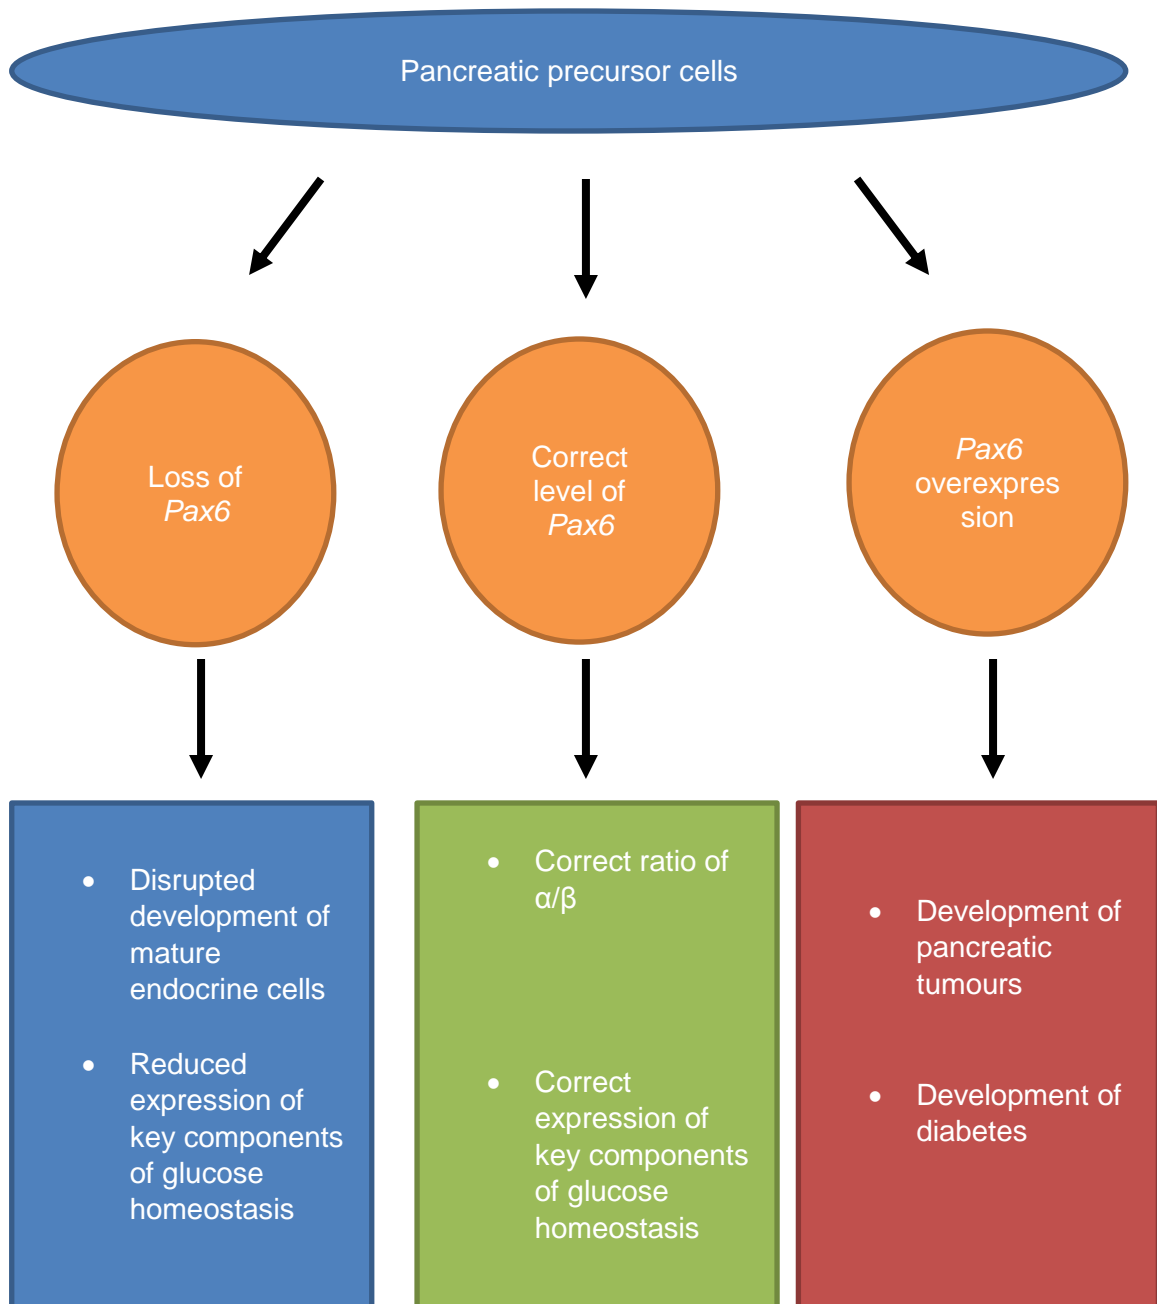 Pancreatic precursor cells
Loss of
Pax6
Correct
level of
Pax6
Pax6
overexpres
sion
• Disrupted
development of
mature
endocrine cells
• Reduced
expression of
key components
of glucose
homeostasis
• Correct ratio of
α/β
• Correct
expression of
key components
of glucose
homeostasis
• Development of
pancreatic
tumours
• Development of
diabetes